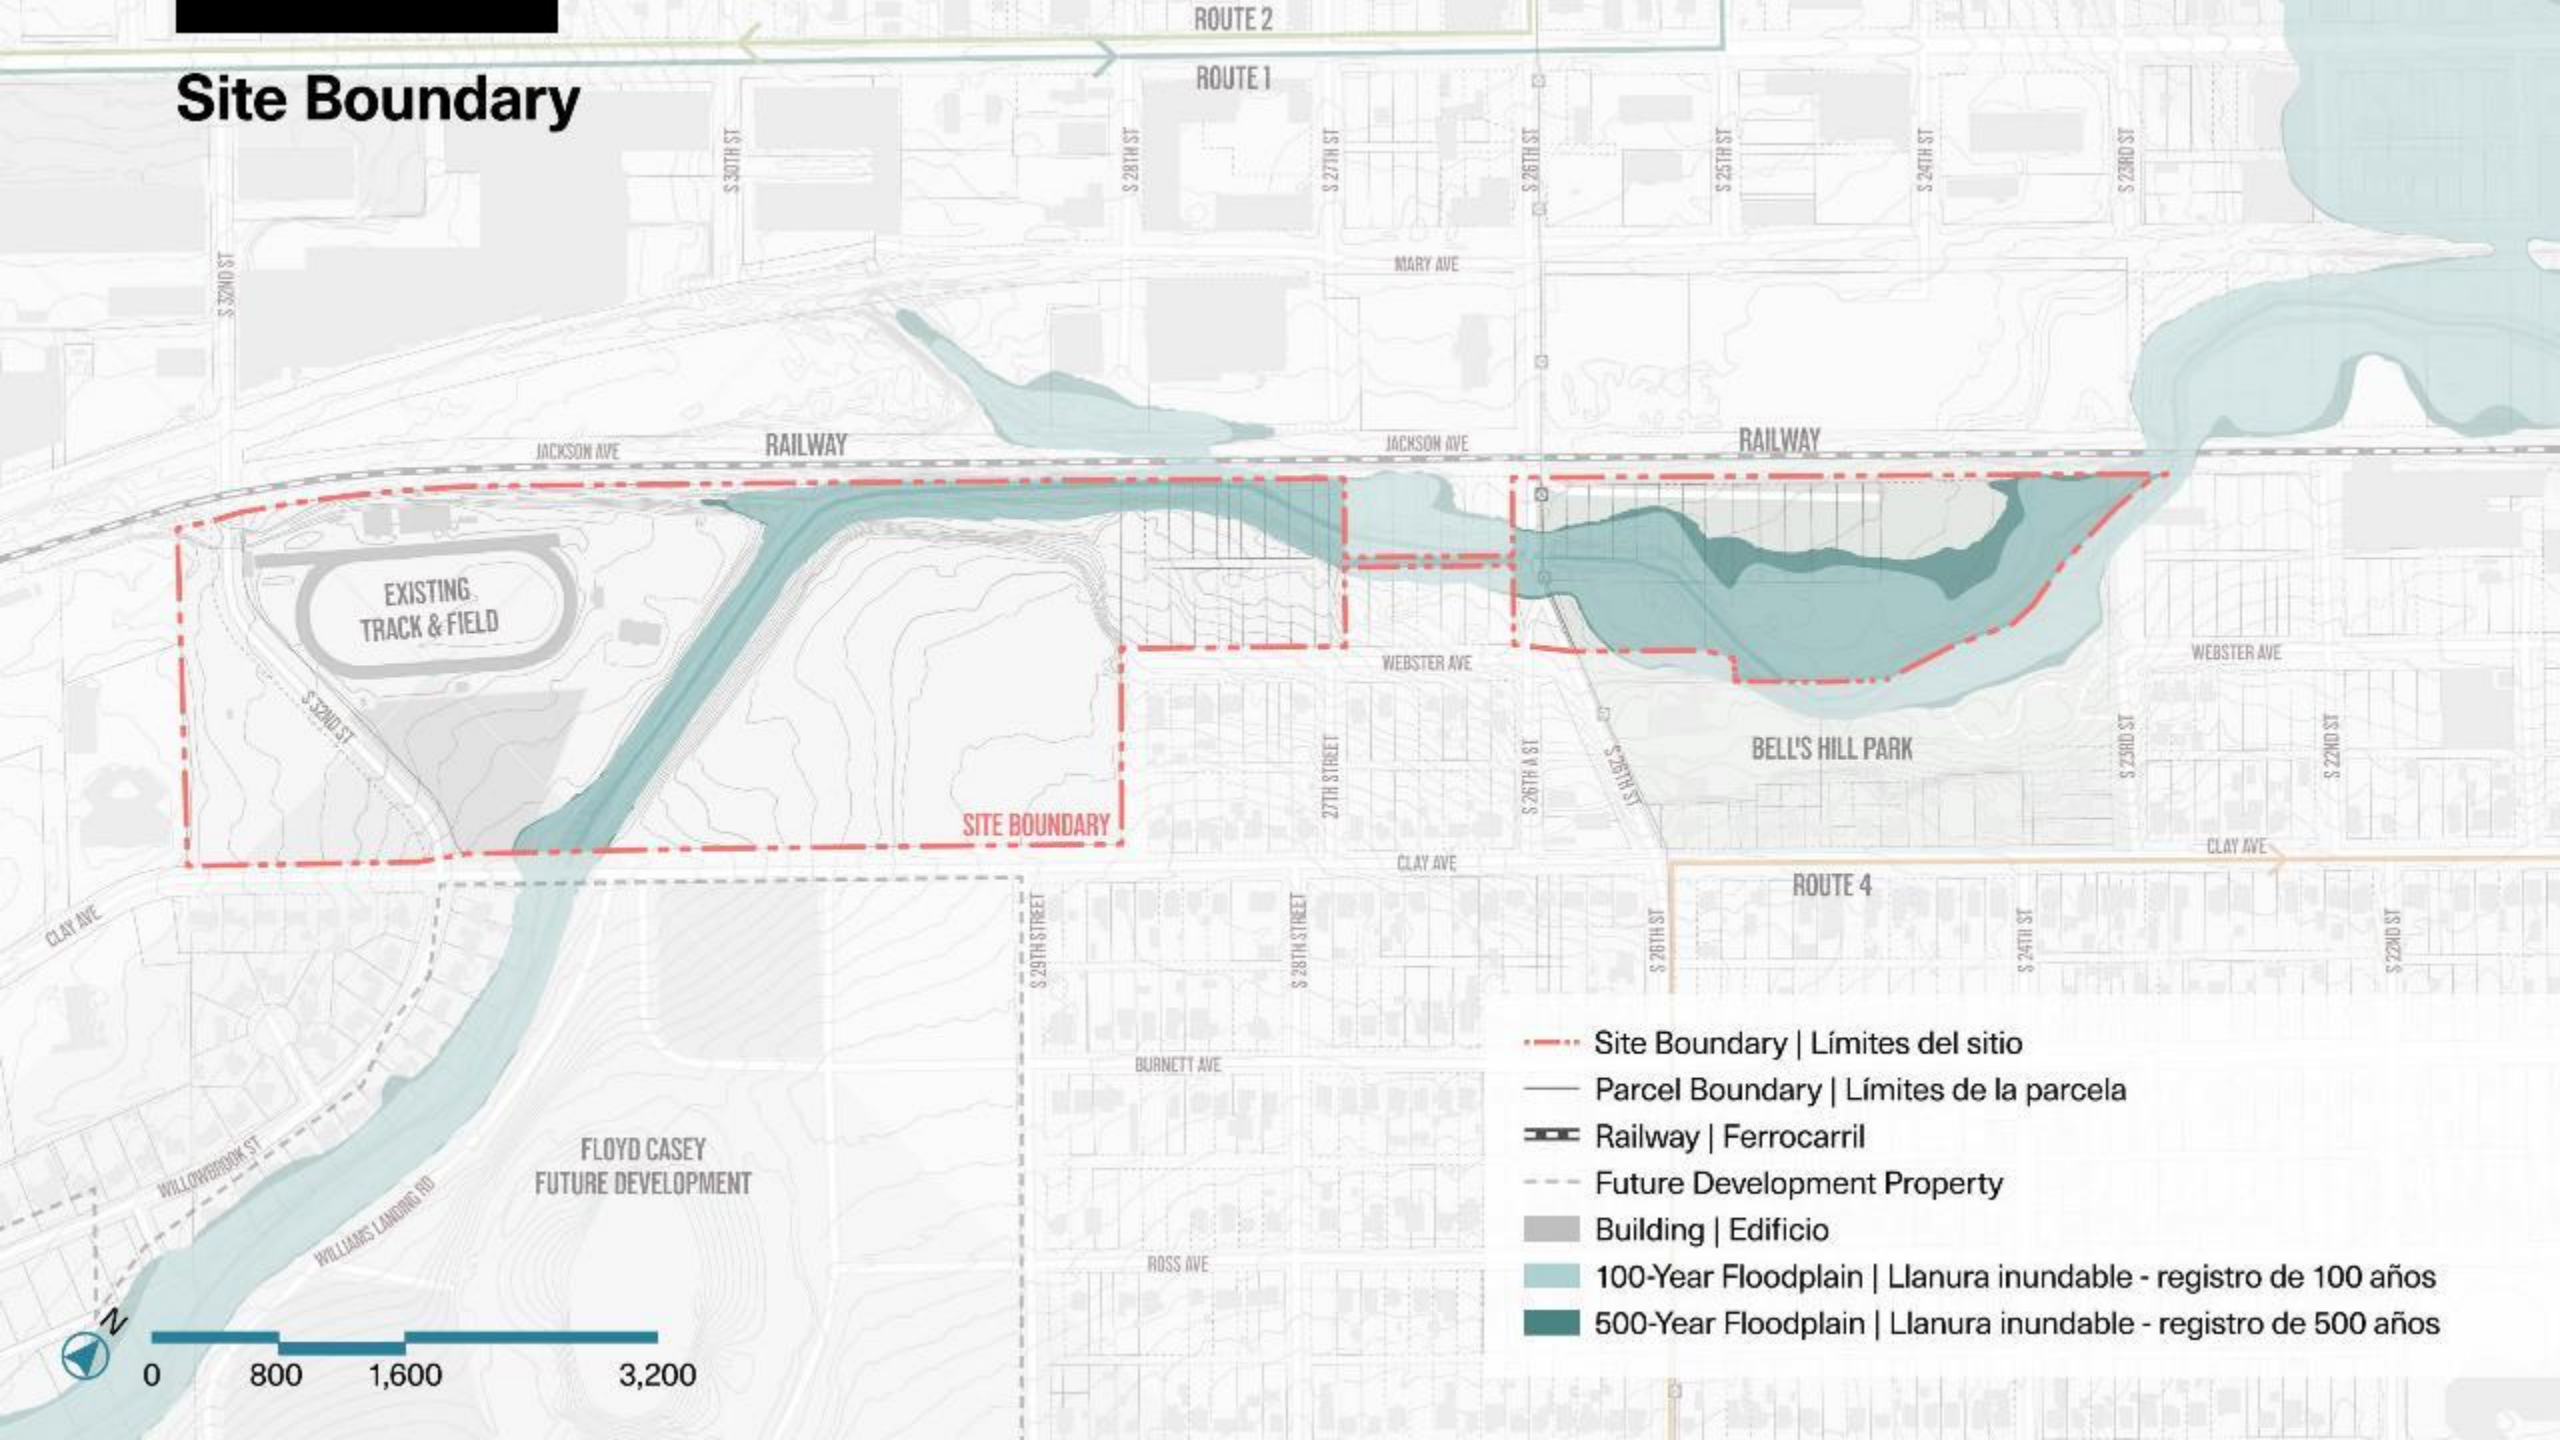 ROUTE 2
ROUTE 1
Site Boundary
S 30TH ST
S 28TH ST
S 27TH ST
S 26TH ST
S 25TH ST
S 24TH ST
S 23RD ST
S 32ND ST
MARY AVE
JACKSON AVE
RAILWAY
JACKSON AVE
RAILWAY
EXISTING
TRACK & FIELD
S 32ND ST
WEBSTER AVE
WEBSTER AVE
SITE BOUNDARY
27TH STREET
S 26TH A ST
S 26TH ST
BELL'S HILL PARK
S 23RD ST
S 22ND ST
CLAY AVE
CLAY AVE
CLAY AVE
ROUTE 4
S 29TH STREET
S 28TH STREET
S 26TH ST
S 24TH ST
S 22ND ST
BURNETT AVE
ROSS AVE
FLOYD CASEY
FUTURE DEVELOPMENT
WILLOWBROOK ST
WILLIAMS LANDING RD
Site Boundary | Límites del sitio
Parcel Boundary | Límites de la parcela
Railway | Ferrocarril
Future Development Property
Building | Edificio
100-Year Floodplain | Llanura inundable - registro de 100 años
500-Year Floodplain | Llanura inundable - registro de 500 años
N
0 800 1,600 3,200